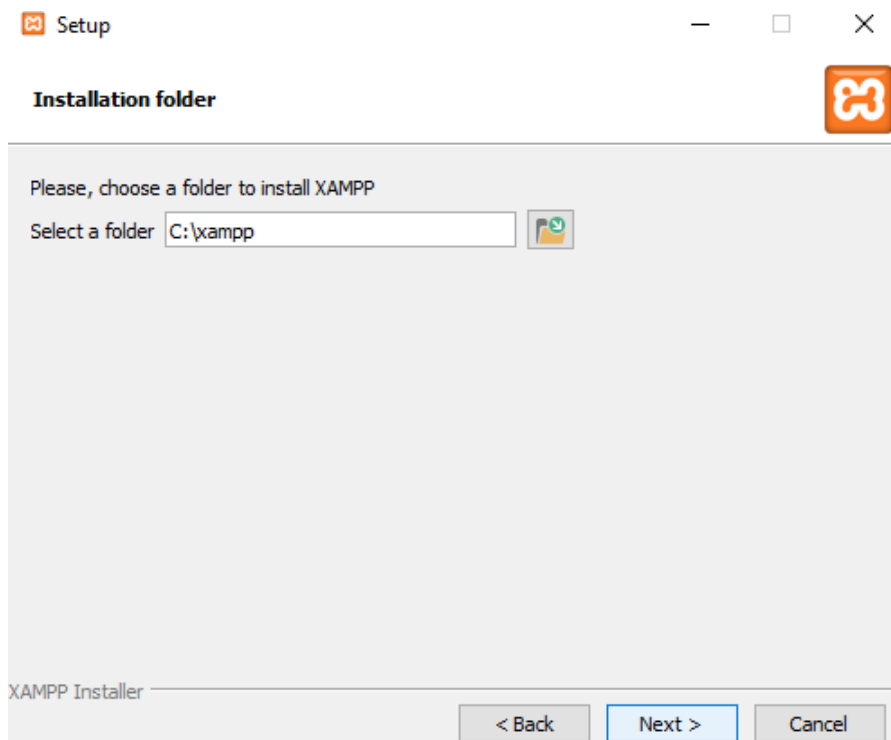 Setup
Installation folder
Please, choose a folder to install XAMPP
Select a folder C:\xampp
XAMPP Installer
< Back Next > Cancel